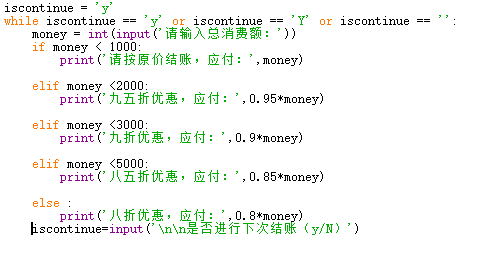 iscontinue = 'y'
while iscontinue == 'y' or iscontinue == 'Y' or iscontinue == '':
    money = int(input('请输入总消费额：'))
    if money < 1000:
        print('请按原价结账，应付：',money)

    elif money <2000:
        print('九五折优惠，应付：',0.95*money)

    elif money <3000:
        print('九折优惠，应付：',0.9*money)

    elif money <5000:
        print('八五折优惠，应付：',0.85*money)

    else :
        print('八折优惠，应付：',0.8*money)
    iscontinue=input('\n\n是否进行下次结账（y/N）')